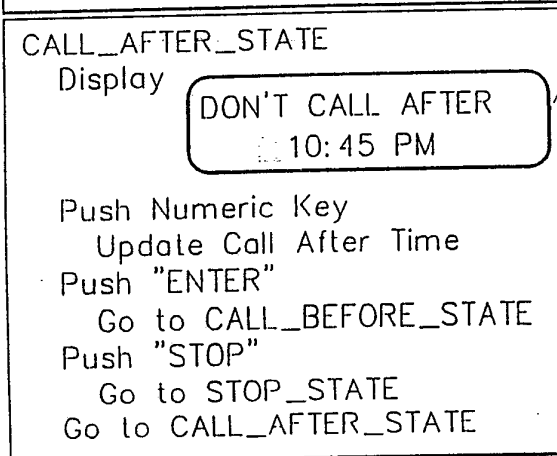 CALL_AFTER_STATE
Display
DON'T CALL AFTER
10:45 PM
Push Numeric Key
Update Call After Time
Push "ENTER"
Go to CALL_BEFORE_STATE
Push "STOP"
Go to STOP_STATE
Go to CALL_AFTER_STATE